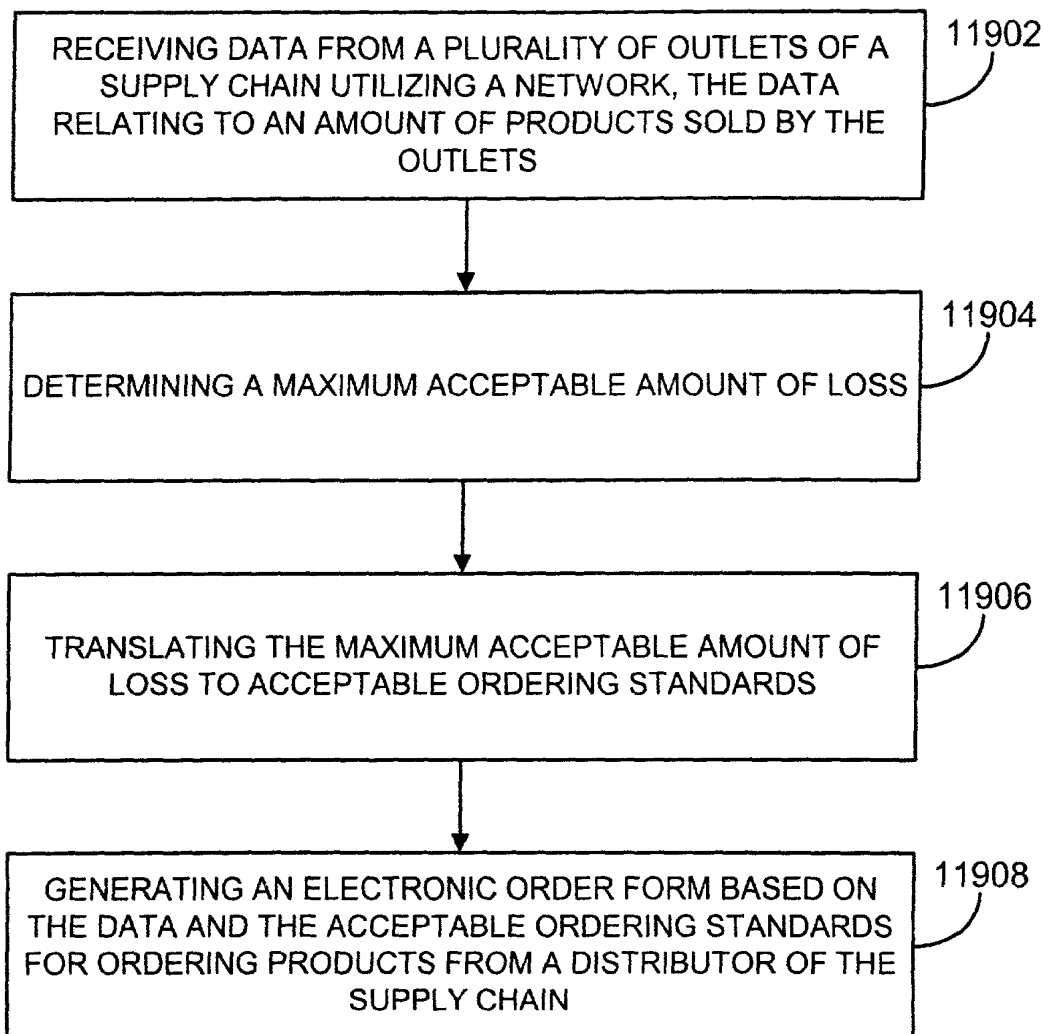 RECEIVING DATA FROM A PLURALITY OF OUTLETS OF A
SUPPLY CHAIN UTILIZING A NETWORK, THE DATA
RELATING TO AN AMOUNT OF PRODUCTS SOLD BY THE
OUTLETS
11902
DETERMINING A MAXIMUM ACCEPTABLE AMOUNT OF LOSS
11904
TRANSLATING THE MAXIMUM ACCEPTABLE AMOUNT OF
LOSS TO ACCEPTABLE ORDERING STANDARDS
11906
GENERATING AN ELECTRONIC ORDER FORM BASED ON
THE DATA AND THE ACCEPTABLE ORDERING STANDARDS
FOR ORDERING PRODUCTS FROM A DISTRIBUTOR OF THE
SUPPLY CHAIN
11908